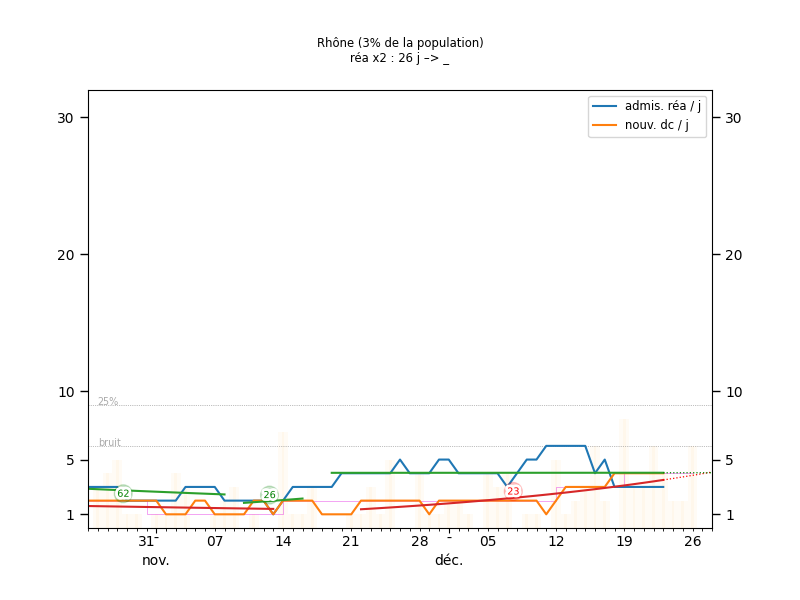 Rhône (3% de la population)
réa x2 : 26 j –> _
admis. réa / j
nouv. dc / j
30 30
20 20
10 10
25%
bruit
5 5
62 26 23
1 1
31 07 14 21 28 05 12 19 26
nov. déc.